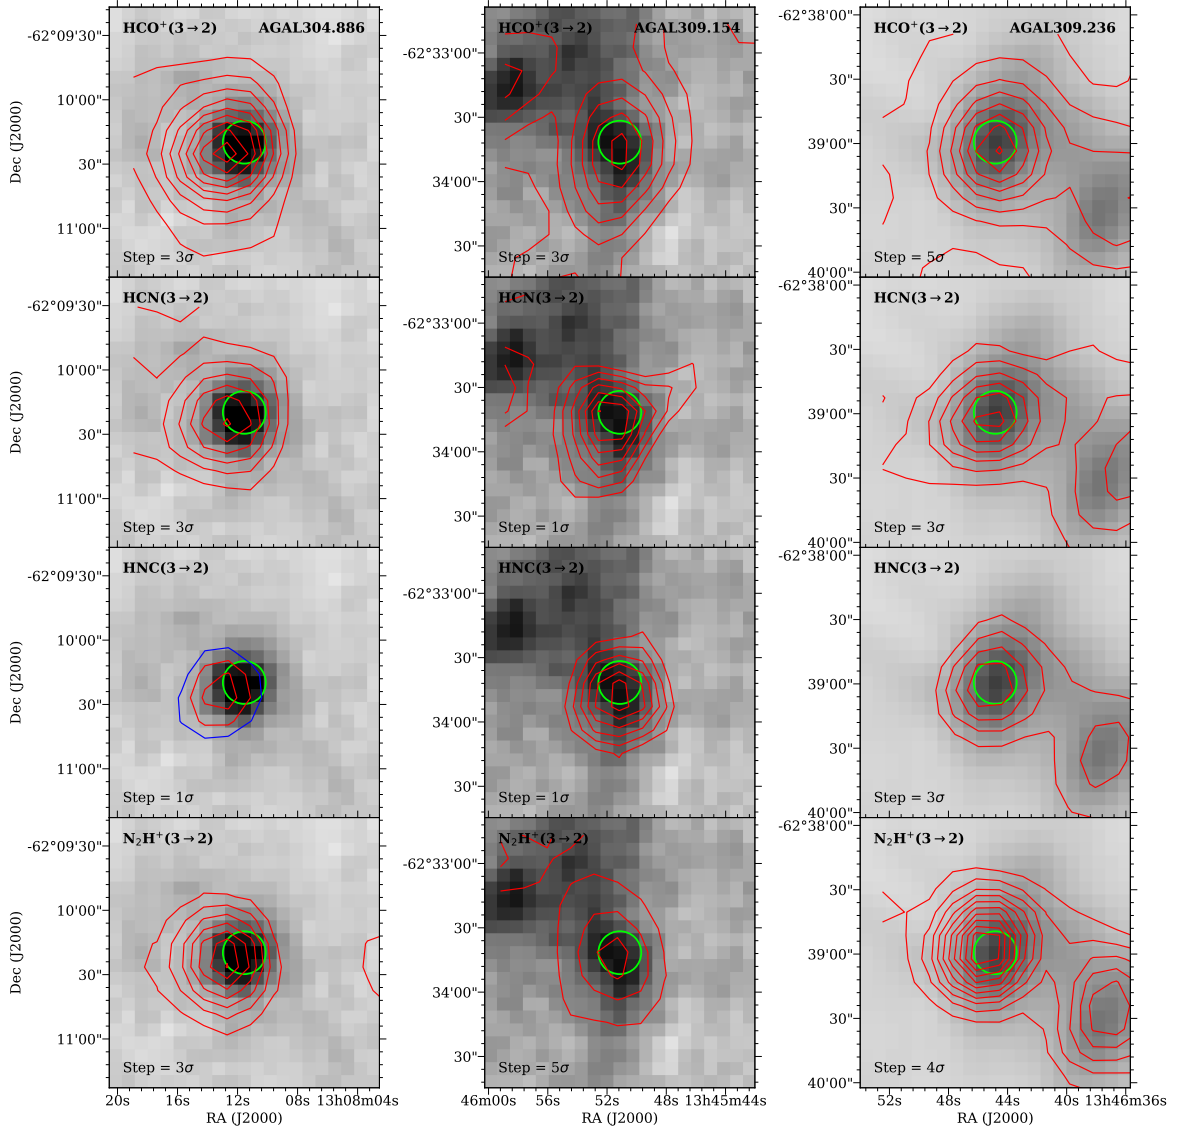 HCO⁺(3→2) AGAL304.886
-62°09'30"
10'00"
30"
11'00"
Dec (J2000)
Step = 3σ
HCO⁺(3→2) AGAL309.154
-62°33'00"
30"
34'00"
30"
Step = 3σ
HCO⁺(3→2) AGAL309.236
-62°38'00"
30"
39'00"
30"
40'00"
Step = 5σ
HCN(3→2)
-62°09'30"
10'00"
30"
11'00"
Dec (J2000)
Step = 3σ
HCN(3→2)
-62°33'00"
30"
34'00"
30"
Step = 1σ
HCN(3→2)
-62°38'00"
30"
39'00"
30"
40'00"
Step = 3σ
HNC(3→2)
-62°09'30"
10'00"
30"
11'00"
Dec (J2000)
Step = 1σ
HNC(3→2)
-62°33'00"
30"
34'00"
30"
Step = 1σ
HNC(3→2)
-62°38'00"
30"
39'00"
30"
40'00"
Step = 3σ
N₂H⁺(3→2)
-62°09'30"
10'00"
30"
11'00"
Dec (J2000)
Step = 3σ
20s 16s 12s 08s 13h08m04s
RA (J2000)
N₂H⁺(3→2)
-62°33'00"
30"
34'00"
30"
Step = 5σ
46m00s 56s 52s 48s 13h45m44s
RA (J2000)
N₂H⁺(3→2)
-62°38'00"
30"
39'00"
30"
40'00"
Step = 4σ
52s 48s 44s 40s 13h46m36s
RA (J2000)